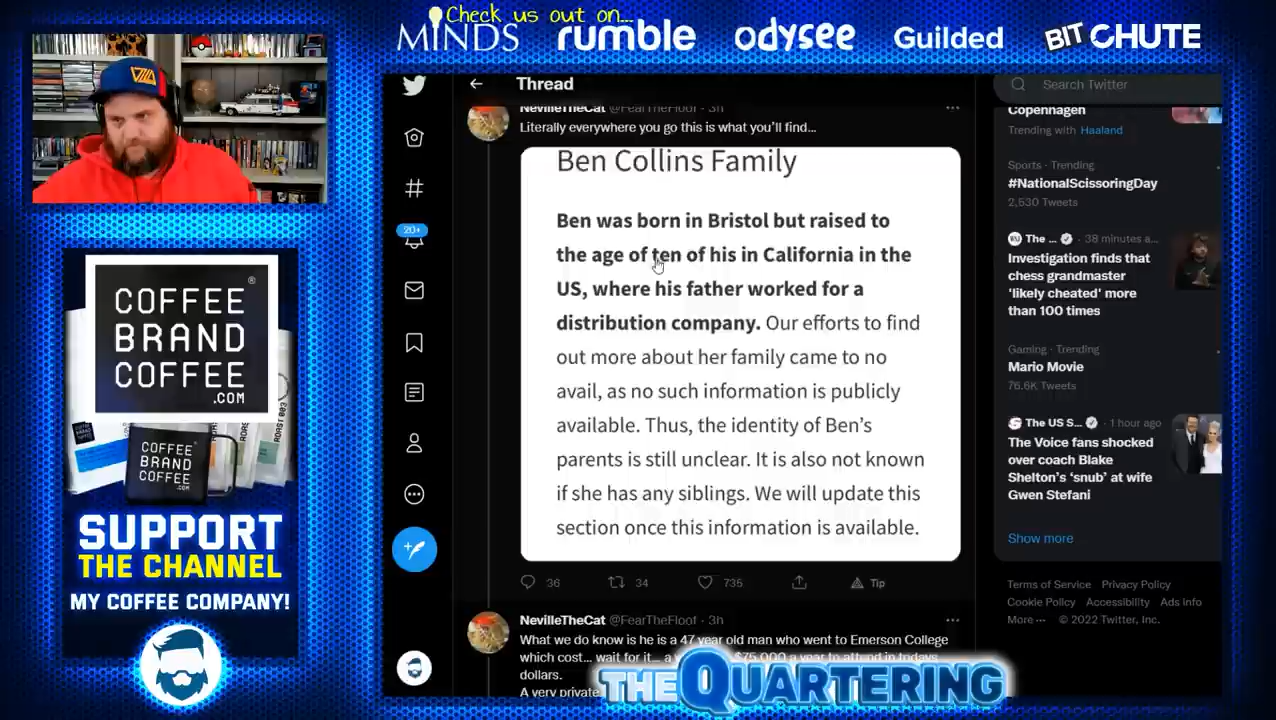 Check us out on...
MINDS rumble odysee Guilded BITCHUTE
COFFEE
BRAND
COFFEE
.COM
®
ROAST 003
COFFEE
BRAND
COFFEE
.COM
SUPPORT
THE CHANNEL
MY COFFEE COMPANY!
20+
Thread
NevilleTheCat @FearTheFloof · 3h
Literally everywhere you go this is what you'll find...
Ben Collins Family
Ben was born in Bristol but raised to
the age of ten of his in California in the
US, where his father worked for a
distribution company. Our efforts to find
out more about her family came to no
avail, as no such information is publicly
available. Thus, the identity of Ben's
parents is still unclear. It is also not known
if she has any siblings. We will update this
section once this information is available.
36 34 735 Tip
NevilleTheCat @FearTheFloof · 3h
What we do know is he is a 47 year old man who went to Emerson College
which cost... wait for it... a $75,000 a year to attend in todays
dollars.
A very private
THE QUARTERING
Search Twitter
Copenhagen
Trending with Haaland
Sports · Trending
#NationalScissoringDay
2,530 Tweets
The ... · 38 minutes a...
Investigation finds that
chess grandmaster
'likely cheated' more
than 100 times
Gaming · Trending
Mario Movie
76.6K Tweets
The US S... · 1 hour ago
The Voice fans shocked
over coach Blake
Shelton's 'snub' at wife
Gwen Stefani
Show more
Terms of Service Privacy Policy
Cookie Policy Accessibility Ads info
More ... © 2022 Twitter, Inc.